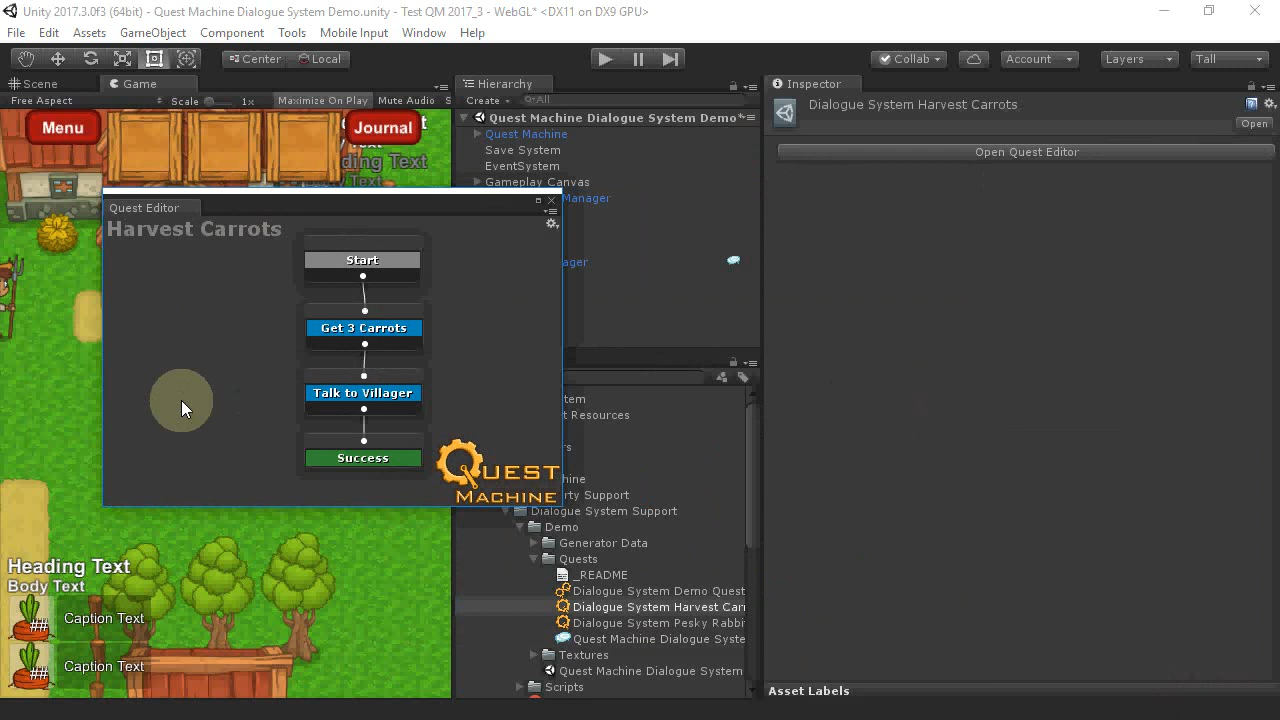 Unity 2017.3.0f3 (64bit) - Quest Machine Dialogue System Demo.unity - Test QM 2017_3 - WebGL* <DX11 on DX9 GPU>
File Edit Assets GameObject Component Tools Mobile Input Window Help
Center Local Collab Account Layers Tall
Scene Game
Free Aspect Scale 1x Maximize On Play Mute Audio S
Menu
Journal
Heading Text
Body Text
Caption Text
Caption Text
Quest Editor
Harvest Carrots
Start
Get 3 Carrots
Talk to Villager
Success
QUEST
MACHINE
Hierarchy
Create All
Quest Machine Dialogue System Demo*
Quest Machine
Save System
EventSystem
Gameplay Canvas
Manager
ager
tem
t Resources
rs
hine
rty Support
Dialogue System Support
Demo
Generator Data
Quests
_README
Dialogue System Demo Quest
Dialogue System Harvest Carr
Dialogue System Pesky Rabbi
Quest Machine Dialogue Syste
Textures
Quest Machine Dialogue System
Scripts
Inspector
Dialogue System Harvest Carrots
Open
Open Quest Editor
Asset Labels